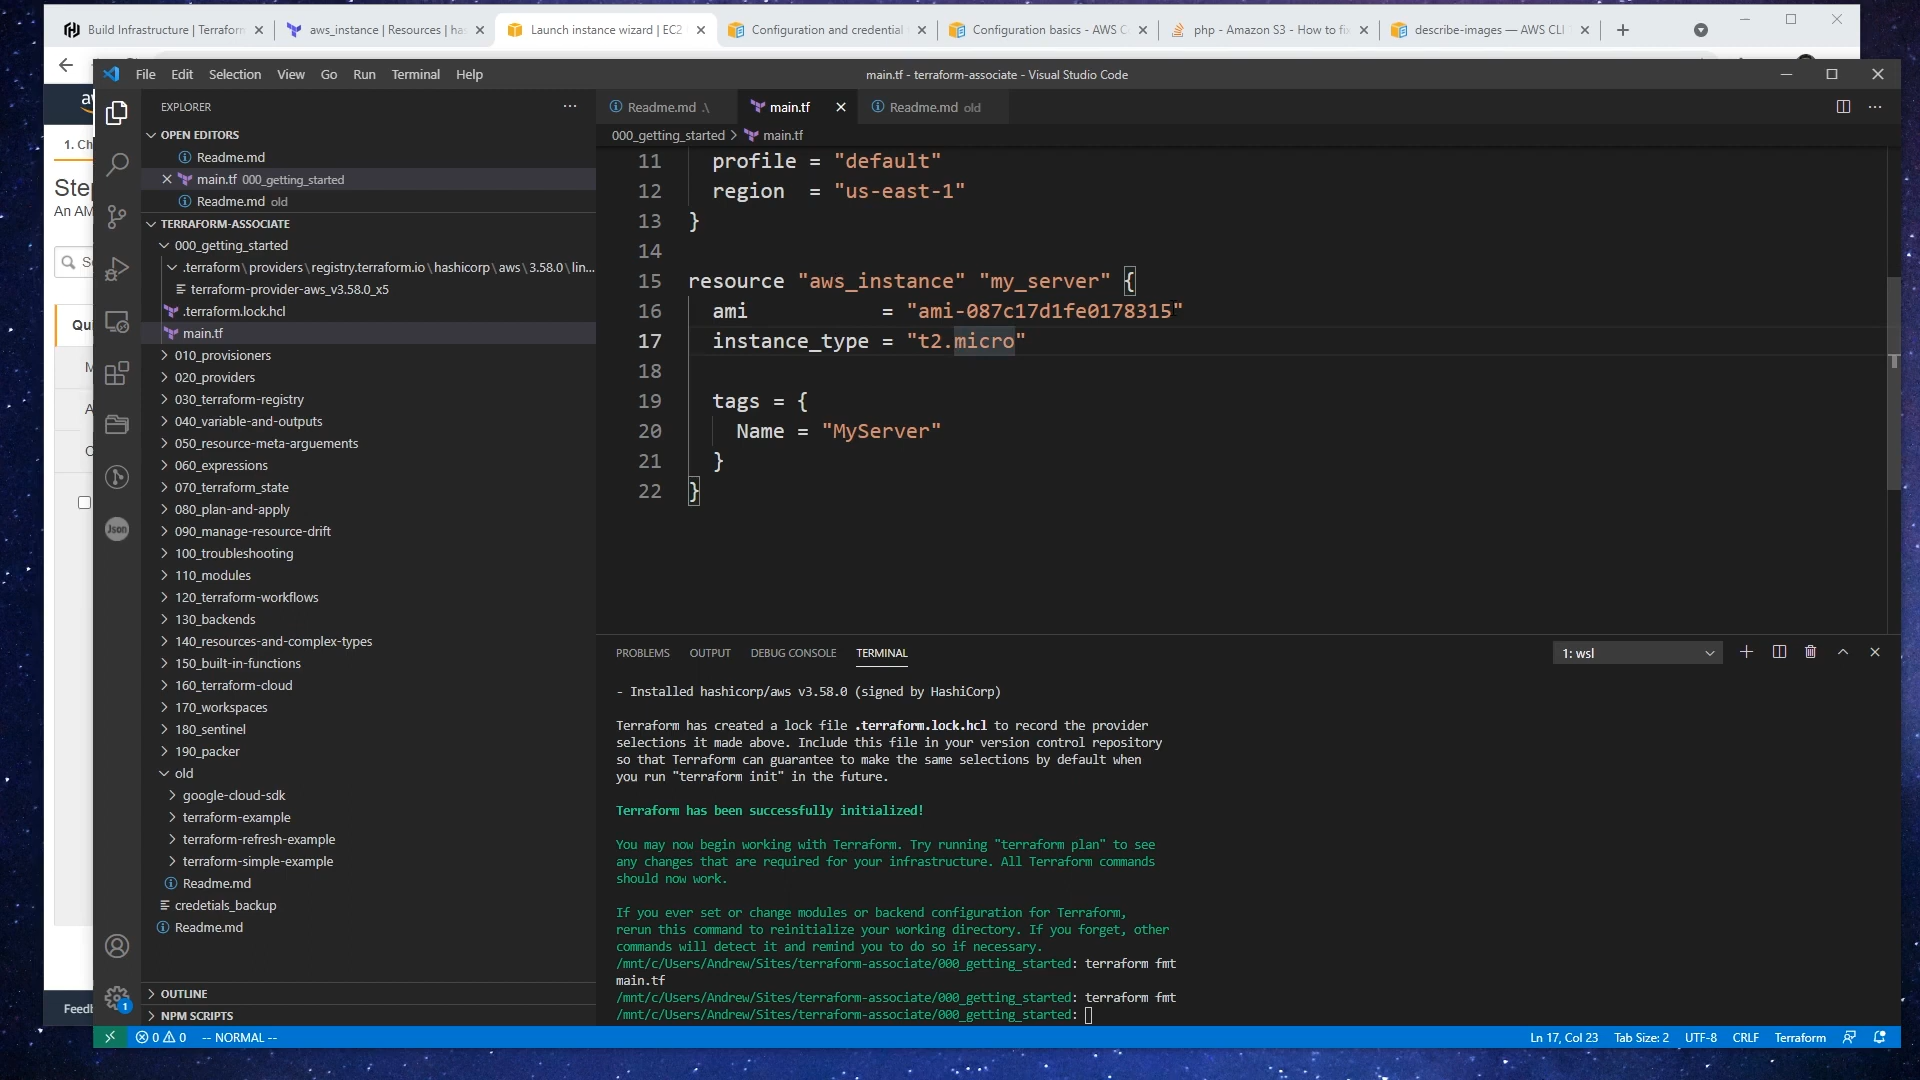 Build Infrastructure | Terraform
aws_instance | Resources | has
Launch instance wizard | EC2
Configuration and credential
Configuration basics - AWS C
php - Amazon S3 - How to fix
describe-images — AWS CLI
File Edit Selection View Go Run Terminal Help
main.tf - terraform-associate - Visual Studio Code
EXPLORER
OPEN EDITORS
Readme.md
main.tf 000_getting_started
Readme.md old
TERRAFORM-ASSOCIATE
000_getting_started
.terraform\providers\registry.terraform.io\hashicorp\aws\3.58.0\lin...
terraform-provider-aws_v3.58.0_x5
.terraform.lock.hcl
main.tf
010_provisioners
020_providers
030_terraform-registry
040_variable-and-outputs
050_resource-meta-arguements
060_expressions
070_terraform_state
080_plan-and-apply
090_manage-resource-drift
100_troubleshooting
110_modules
120_terraform-workflows
130_backends
140_resources-and-complex-types
150_built-in-functions
160_terraform-cloud
170_workspaces
180_sentinel
190_packer
old
google-cloud-sdk
terraform-example
terraform-refresh-example
terraform-simple-example
Readme.md
credetials_backup
Readme.md
OUTLINE
NPM SCRIPTS
aw
1. Ch
Step
An AM
Se
Qui
M
A
C
Feedb
Json
1
Readme.md .\
main.tf
Readme.md old
000_getting_started > main.tf
11 profile = "default"
12 region = "us-east-1"
13 }
14
15 resource "aws_instance" "my_server" {
16 ami = "ami-087c17d1fe0178315"
17 instance_type = "t2.micro"
18
19 tags = {
20 Name = "MyServer"
21 }
22 }
PROBLEMS OUTPUT DEBUG CONSOLE TERMINAL
1: wsl
- Installed hashicorp/aws v3.58.0 (signed by HashiCorp)
Terraform has created a lock file .terraform.lock.hcl to record the provider
selections it made above. Include this file in your version control repository
so that Terraform can guarantee to make the same selections by default when
you run "terraform init" in the future.
Terraform has been successfully initialized!
You may now begin working with Terraform. Try running "terraform plan" to see
any changes that are required for your infrastructure. All Terraform commands
should now work.
If you ever set or change modules or backend configuration for Terraform,
rerun this command to reinitialize your working directory. If you forget, other
commands will detect it and remind you to do so if necessary.
/mnt/c/Users/Andrew/Sites/terraform-associate/000_getting_started: terraform fmt
main.tf
/mnt/c/Users/Andrew/Sites/terraform-associate/000_getting_started: terraform fmt
/mnt/c/Users/Andrew/Sites/terraform-associate/000_getting_started:
0 0 -- NORMAL --
Ln 17, Col 23 Tab Size: 2 UTF-8 CRLF Terraform